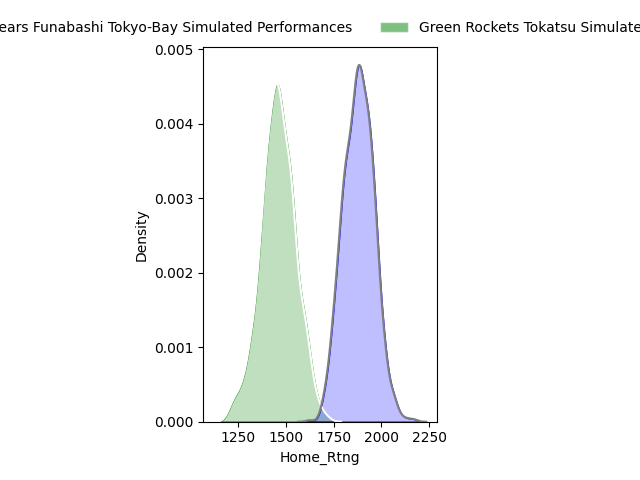 ears Funabashi Tokyo-Bay Simulated Performances
Green Rockets Tokatsu Simulate
0.005
0.004
0.003
0.002
0.001
0.000
Density
1250 1500 1750 2000 2250
Home_Rtng